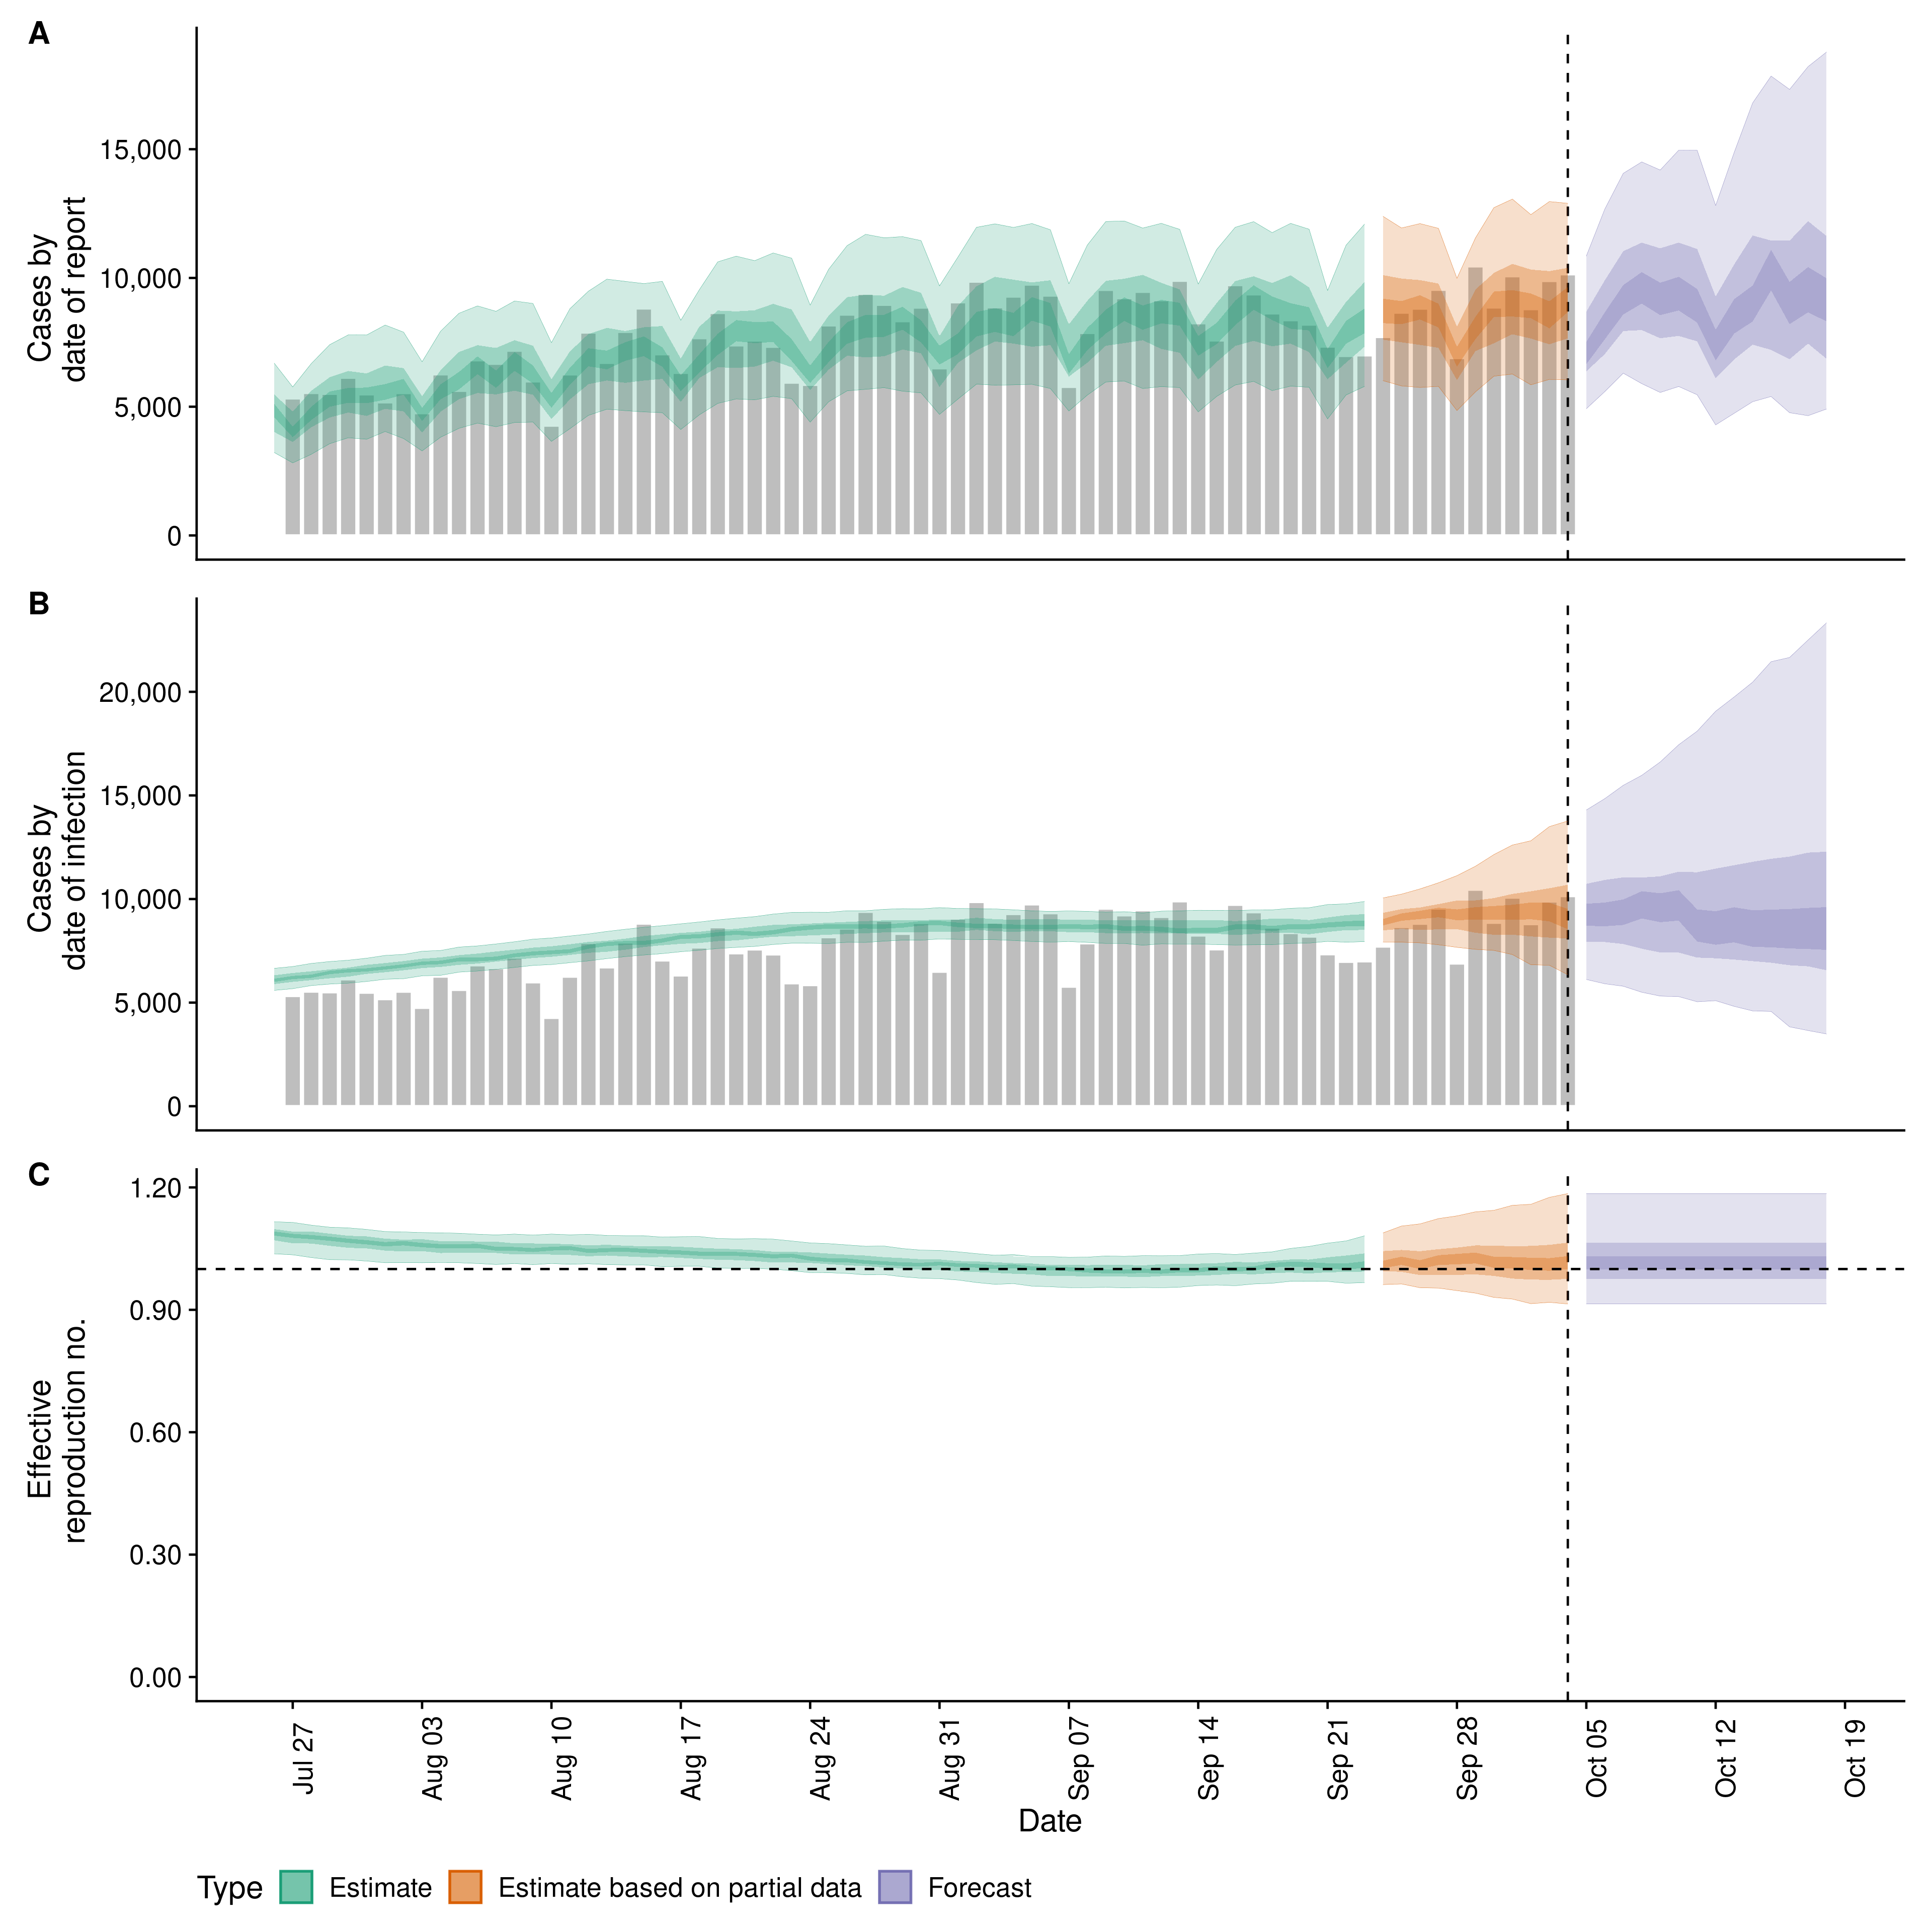 A
Cases by
date of report
15,000
10,000
5,000
0
B
Cases by
date of infection
20,000
15,000
10,000
5,000
0
C
Effective
reproduction no.
1.20
0.90
0.60
0.30
0.00
Jul 27
Aug 03
Aug 10
Aug 17
Aug 24
Aug 31
Sep 07
Sep 14
Sep 21
Sep 28
Oct 05
Oct 12
Oct 19
Date
Type Estimate Estimate based on partial data Forecast